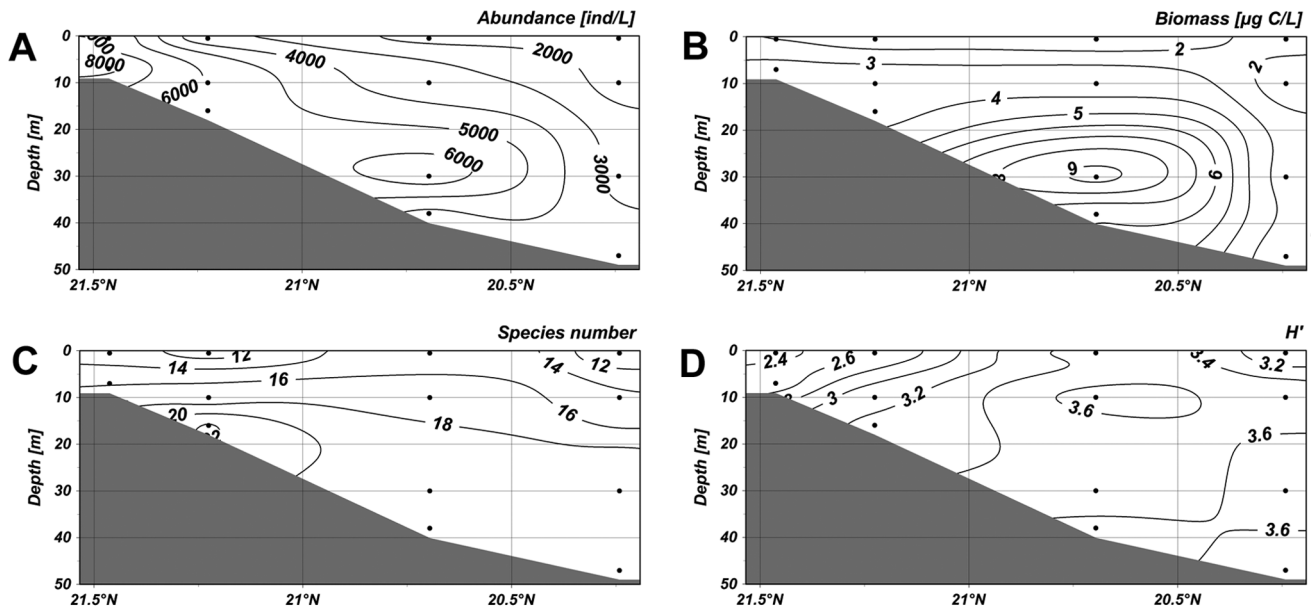 A
Abundance [ind/L]
0
10
20
30
40
50
Depth [m]
8000
6000
4000
2000
5000
6000
3000
21.5°N
21°N
20.5°N
B
Biomass [µg C/L]
0
10
20
30
40
50
Depth [m]
2
3
2
4
5
9
6
21.5°N
21°N
20.5°N
C
Species number
0
10
20
30
40
50
Depth [m]
12
14
16
14
12
20
18
16
21.5°N
21°N
20.5°N
D
H'
0
10
20
30
40
50
Depth [m]
2.4
2.6
3.4
3.2
3
3.2
3.6
3.6
3.6
21.5°N
21°N
20.5°N